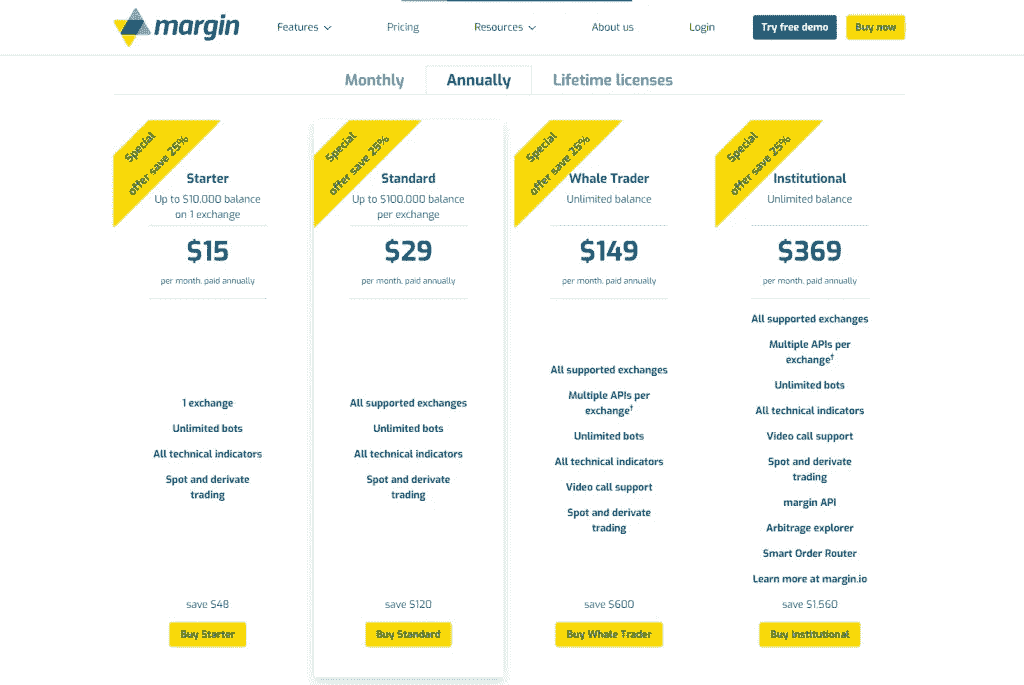 margin
Features
Pricing
Resources
About us
Login
Try free demo
Buy now
Monthly
Annually
Lifetime licenses
Special
offer save 25%
Starter
Up to $10,000 balance
on 1 exchange
$15
per month, paid annually
1 exchange
Unlimited bots
All technical indicators
Spot and derivate
trading
save $48
Buy Starter
Special
offer save 25%
Standard
Up to $100,000 balance
per exchange
$29
per month, paid annually
All supported exchanges
Unlimited bots
All technical indicators
Spot and derivate
trading
save $120
Buy Standard
Special
offer save 25%
Whale Trader
Unlimited balance
$149
per month, paid annually
All supported exchanges
Multiple APIs per
exchange†
Unlimited bots
All technical indicators
Video call support
Spot and derivate
trading
save $600
Buy Whale Trader
Special
offer save 25%
Institutional
Unlimited balance
$369
per month, paid annually
All supported exchanges
Multiple APIs per
exchange†
Unlimited bots
All technical indicators
Video call support
Spot and derivate
trading
margin API
Arbitrage explorer
Smart Order Router
Learn more at margin.io
save $1,560
Buy Institutional